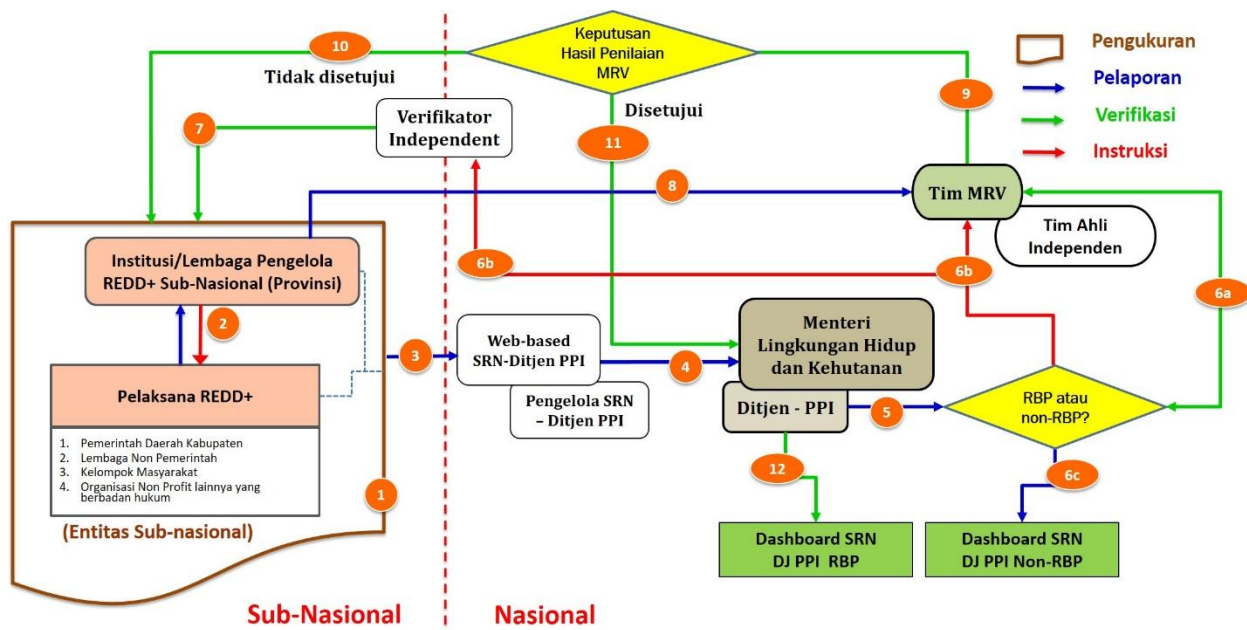 10
Tidak disetujui
Keputusan
Hasil Penilaian
MRV
Disetujui
11
9
Pengukuran
Pelaporan
Verifikasi
Instruksi
7
Verifikator
Independent
8
Tim MRV
Tim Ahli
Independen
6b
6b
6a
Institusi/Lembaga Pengelola
REDD+ Sub-Nasional (Provinsi)
2
Pelaksana REDD+
1. Pemerintah Daerah Kabupaten
2. Lembaga Non Pemerintah
3. Kelompok Masyarakat
4. Organisasi Non Profit lainnya yang
berbadan hukum
(Entitas Sub-nasional)
1
3
Web-based
SRN-Ditjen PPI
Pengelola SRN
– Ditjen PPI
4
Menteri
Lingkungan Hidup
dan Kehutanan
Ditjen - PPI
5
RBP atau
non-RBP?
12
6c
Dashboard SRN
DJ PPI RBP
Dashboard SRN
DJ PPI Non-RBP
Sub-Nasional
Nasional